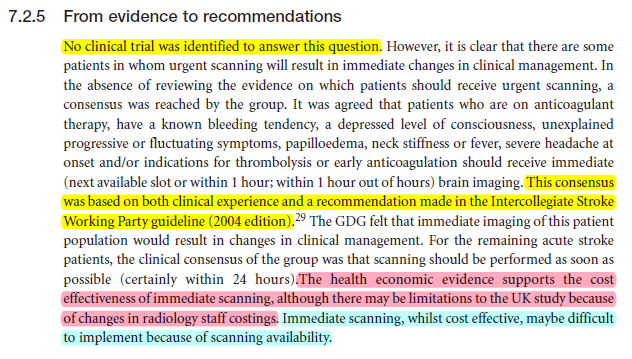 7.2.5 From evidence to recommendations
No clinical trial was identified to answer this question. However, it is clear that there are some
patients in whom urgent scanning will result in immediate changes in clinical management. In
the absence of reviewing the evidence on which patients should receive urgent scanning, a
consensus was reached by the group. It was agreed that patients who are on anticoagulant
therapy, have a known bleeding tendency, a depressed level of consciousness, unexplained
progressive or fluctuating symptoms, papilloedema, neck stiffness or fever, severe headache at
onset and/or indications for thrombolysis or early anticoagulation should receive immediate
(next available slot or within 1 hour; within 1 hour out of hours) brain imaging. This consensus
was based on both clinical experience and a recommendation made in the Intercollegiate Stroke
Working Party guideline (2004 edition).29 The GDG felt that immediate imaging of this patient
population would result in changes in clinical management. For the remaining acute stroke
patients, the clinical consensus of the group was that scanning should be performed as soon as
possible (certainly within 24 hours).The health economic evidence supports the cost
effectiveness of immediate scanning, although there may be limitations to the UK study because
of changes in radiology staff costings. Immediate scanning, whilst cost effective, maybe difficult
to implement because of scanning availability.